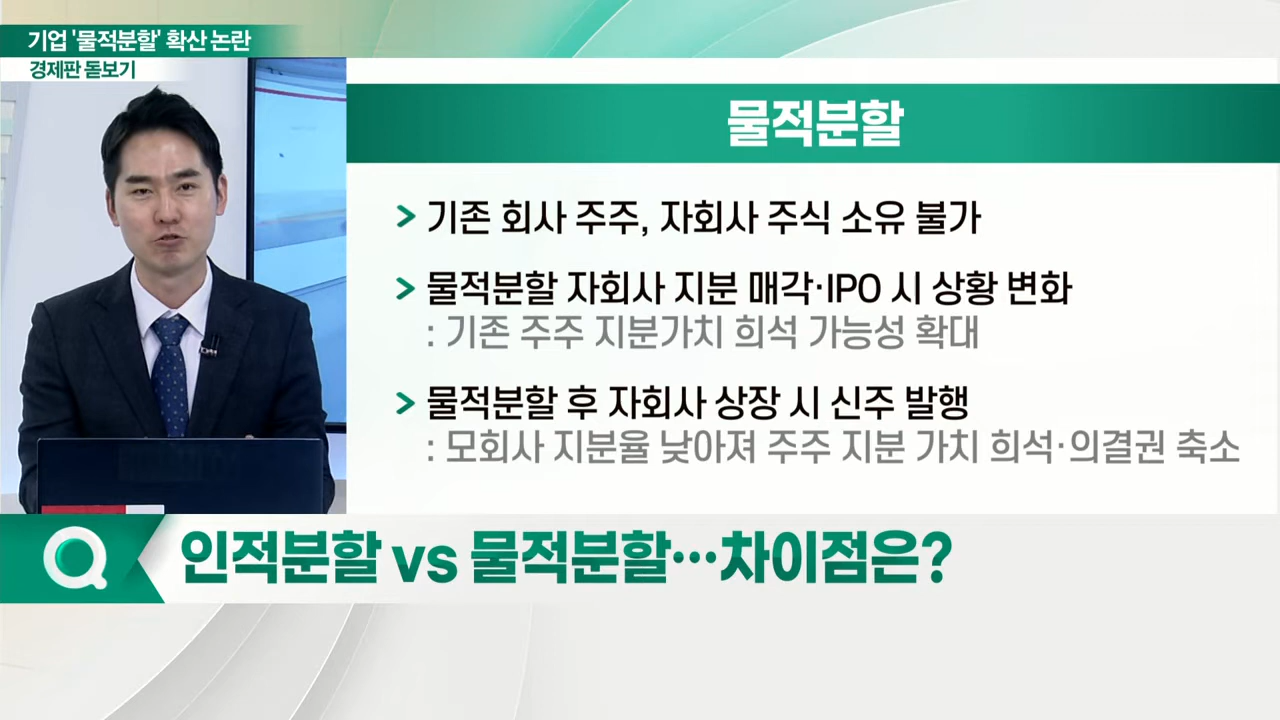 기업 '물적분할' 확산 논란
경제판 돋보기
물적분할
> 기존 회사 주주, 자회사 주식 소유 불가
> 물적분할 자회사 지분 매각·IPO 시 상황 변화
: 기존 주주 지분가치 희석 가능성 확대
> 물적분할 후 자회사 상장 시 신주 발행
: 모회사 지분율 낮아져 주주 지분 가치 희석·의결권 축소
Q 인적분할 vs 물적분할…차이점은?